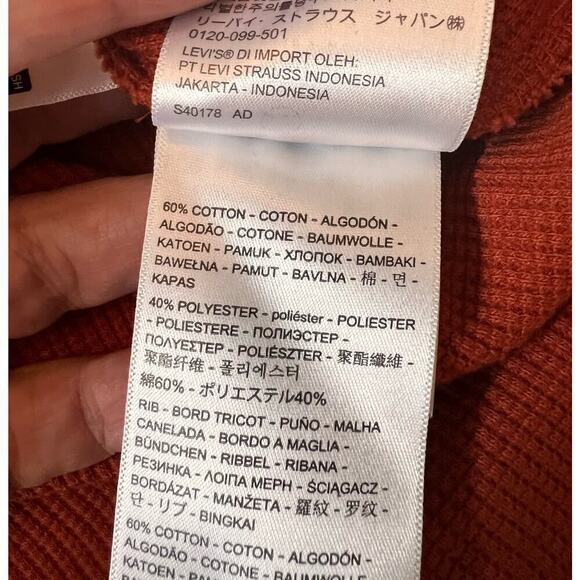 リーバイ・ストラウス ジャパン㈱
0120-099-501
LEVI'S® DI IMPORT OLEH:
PT LEVI STRAUSS INDONESIA
JAKARTA - INDONESIA
S40178 AD
60% COTTON - COTON - ALGODÓN -
ALGODÃO - COTONE - BAUMWOLLE -
KATOEN - PAMUK - ХЛОПОК - BAMBAKI -
BAWEŁNA - PAMUT - BAVLNA - 棉 - 면 -
KAPAS
40% POLYESTER - poliéster - POLIESTER
- POLIESTERE - ПОЛИЭСТЕР -
ΠΟΛΥΕΣΤΕΡ - POLIÉSZTER - 聚酯纖維 -
聚酯纤维 - 폴리에스터
綿60% - ポリエステル40%
RIB - BORD TRICOT - PUÑO - MALHA
CANELADA - BORDO A MAGLIA -
BÜNDCHEN - RIBBEL - RIBANA -
РЕЗИНКА - ΛΟΙΠΑ ΜΕΡΗ - ŚCIĄGACZ -
BORDÁZAT - MANŽETA - 羅紋 - 罗纹 -
단 - リブ - BINGKAI
60% COTTON - COTON - ALGODÓN -
ALGODÃO - COTONE - BAUMWOLLE -
KATOEN - PAMUK